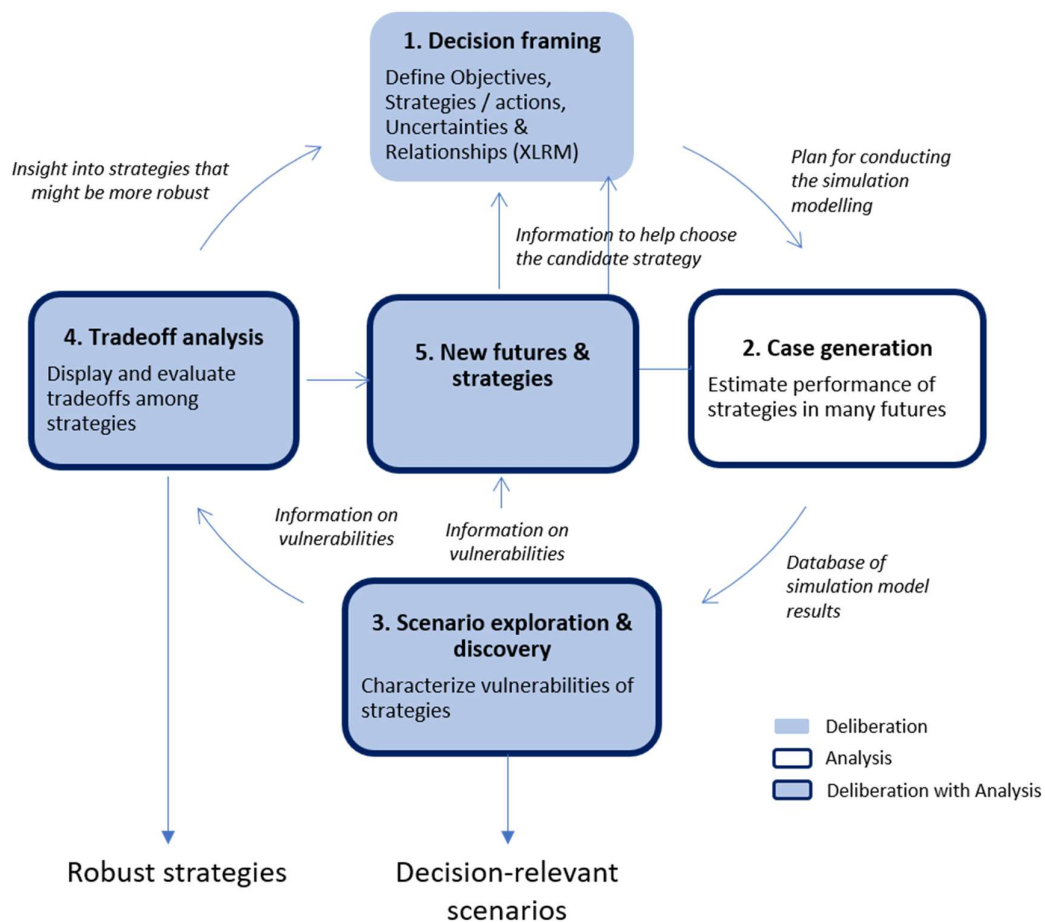 1. Decision framing
Define Objectives,
Strategies / actions,
Uncertainties &
Relationships (XLRM)
Insight into strategies that
might be more robust
Plan for conducting
the simulation
modelling
Information to help choose
the candidate strategy
4. Tradeoff analysis
Display and evaluate
tradeoffs among
strategies
5. New futures &
strategies
2. Case generation
Estimate performance of
strategies in many futures
Information on
vulnerabilities
Information on
vulnerabilities
Database of
simulation model
results
3. Scenario exploration &
discovery
Characterize vulnerabilities of
strategies
Deliberation
Analysis
Deliberation with Analysis
Robust strategies
Decision-relevant
scenarios